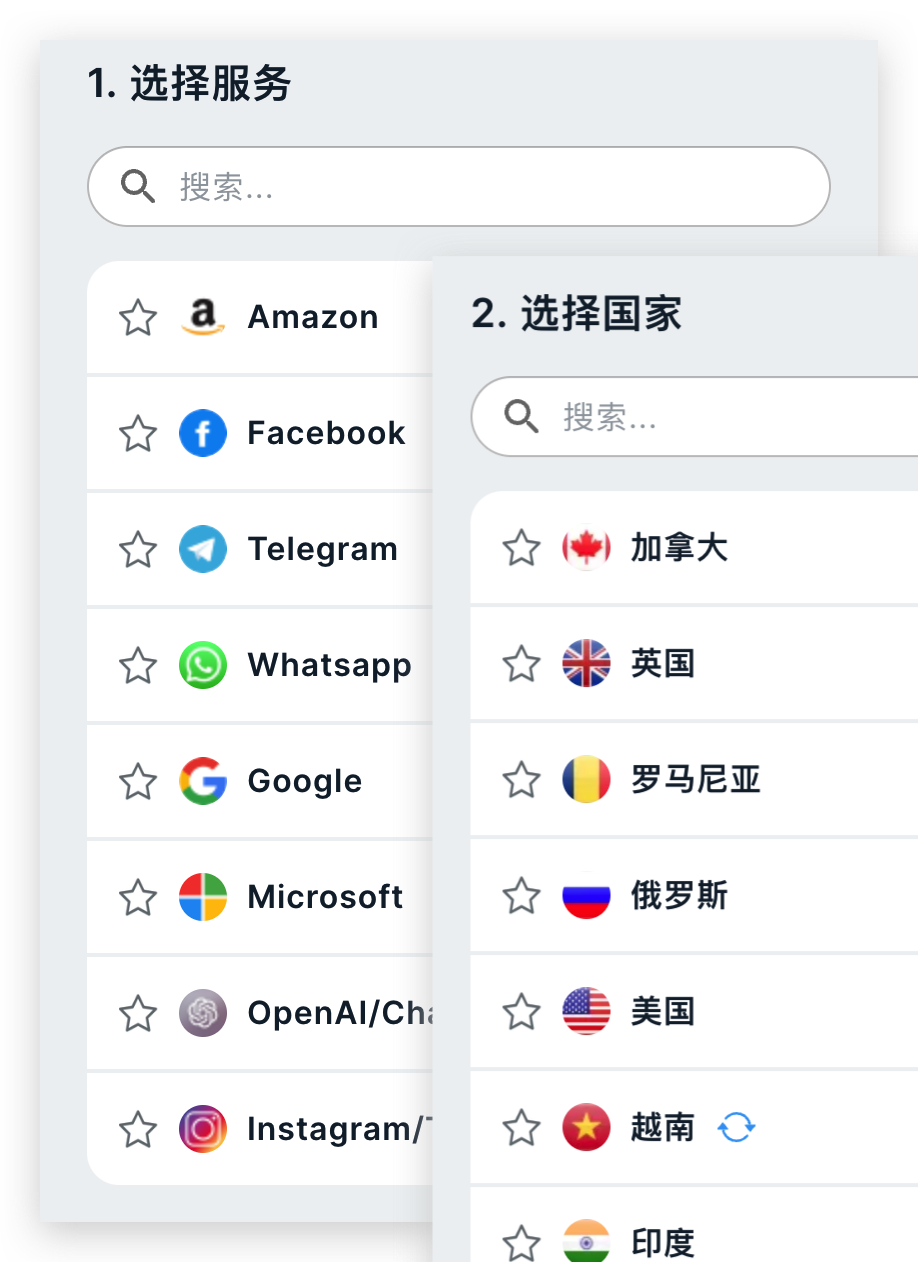 1. 选择服务
搜索...
Amazon
Facebook
Telegram
Whatsapp
Google
Microsoft
OpenAI/Cha
Instagram/
2. 选择国家
搜索...
加拿大
英国
罗马尼亚
俄罗斯
美国
越南
印度